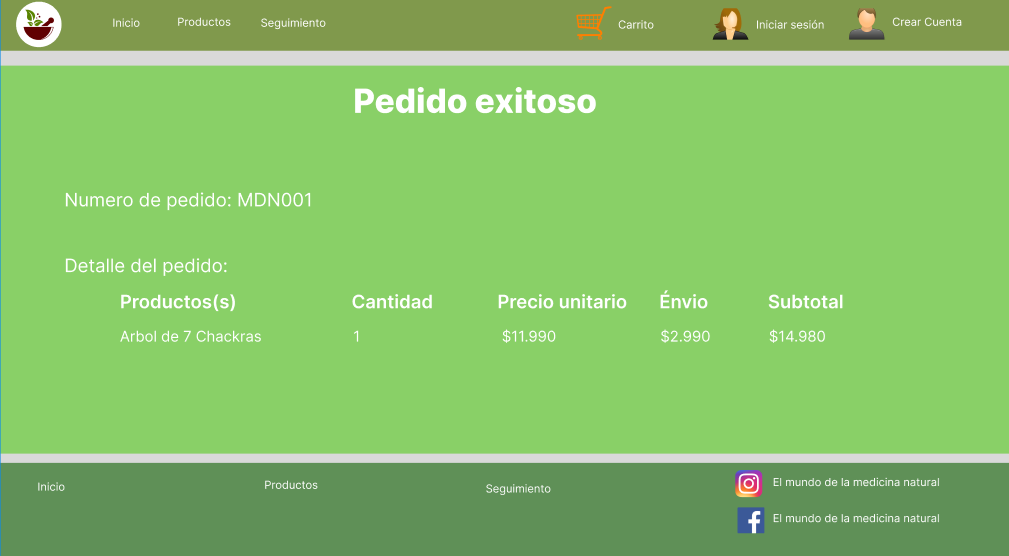 Inicio Productos Seguimiento Carrito Iniciar sesión Crear Cuenta
Pedido exitoso
Numero de pedido: MDN001
Detalle del pedido:
Productos(s) Cantidad Precio unitario Énvio Subtotal
Arbol de 7 Chackras 1 $11.990 $2.990 $14.980
Inicio Productos Seguimiento El mundo de la medicina natural
El mundo de la medicina natural